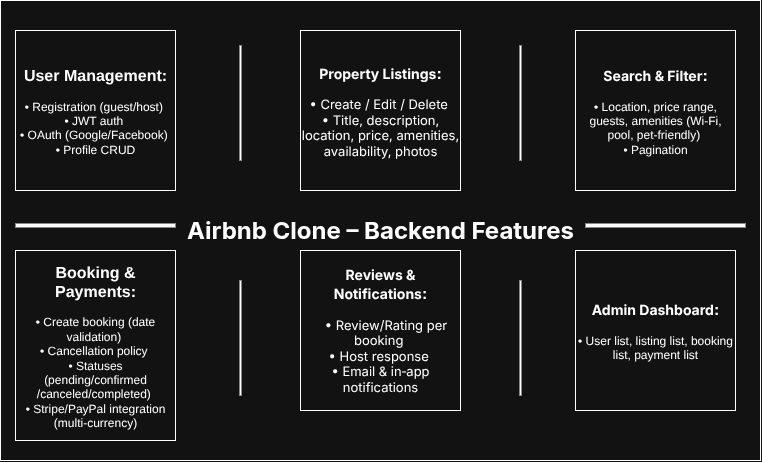 User Management:
• Registration (guest/host)
• JWT auth
• OAuth (Google/Facebook)
• Profile CRUD
Property Listings:
• Create / Edit / Delete
• Title, description,
location, price, amenities,
availability, photos
Search & Filter:
• Location, price range,
guests, amenities (Wi-Fi,
pool, pet-friendly)
• Pagination
Airbnb Clone – Backend Features
Booking &
Payments:
• Create booking (date
validation)
• Cancellation policy
• Statuses
(pending/confirmed
/canceled/completed)
• Stripe/PayPal integration
(multi-currency)
Reviews &
Notifications:
• Review/Rating per
booking
• Host response
• Email & in-app
notifications
Admin Dashboard:
• User list, listing list, booking
list, payment list